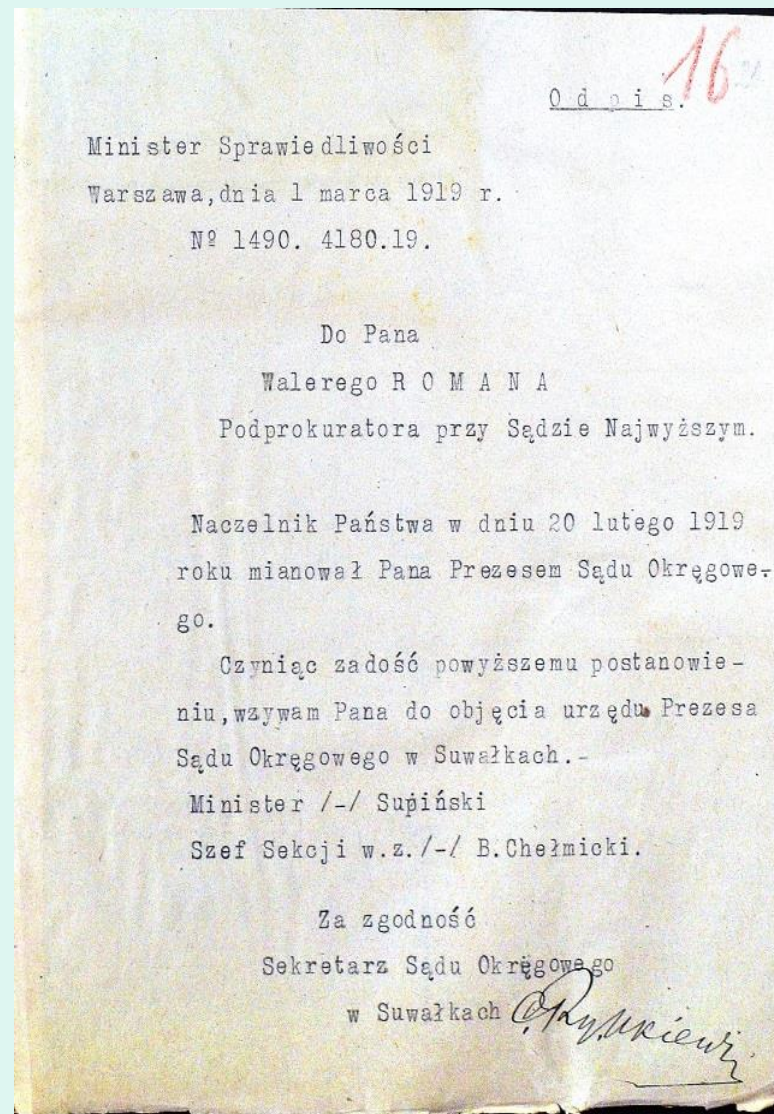 16
Odpis.
Minister Sprawiedliwości
Warszawa,dnia 1 marca 1919 r.
Nº 1490. 4180.19.
Do Pana
Walerego R O M A N A
Podprokuratora przy Sądzie Najwyższym.
Naczelnik Państwa w dniu 20 lutego 1919
roku mianował Pana Prezesem Sądu Okręgowe-
go.
Czyniąc zadość powyższemu postanowie-
niu,wzywam Pana do objęcia urzędu Prezesa
Sądu Okręgowego w Suwałkach.-
Minister /-/ Supiński
Szef Sekcji w.z./-/ B.Chełmicki.
Za zgodność
Sekretarz Sądu Okręgowego
w Suwałkach